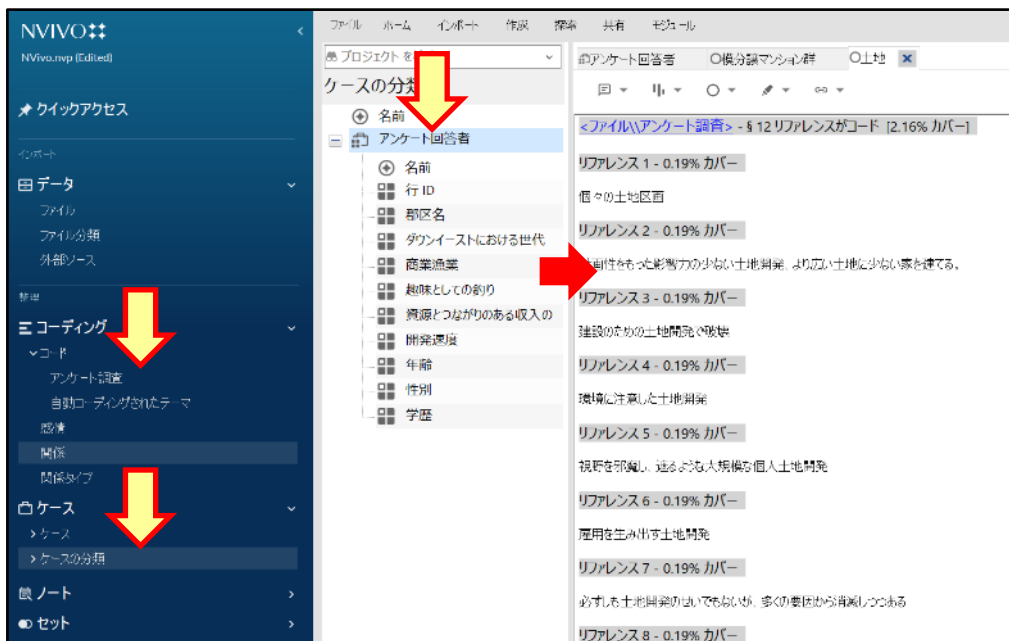 NVIVO
NVivo.nvp (Edited)
クイックアクセス
インポート
データ
ファイル
ファイル分類
外部ソース
整理
コーディング
コード
アンケート調査
自動コーディングされたテーマ
感情
関係
関係タイプ
ケース
ケース
ケースの分類
ノート
セット
ファイル ホーム インポート 作成 探索 共有 モジュール
プロジェクト を
ケースの分類
名前
アンケート回答者
名前
行 ID
郡区名
ダウンイーストにおける世代
商業漁業
趣味としての釣り
資源とつながりのある収入の
開発速度
年齢
性別
学歴
アンケート回答者 模分譲マンション群 土地
<ファイル\\アンケート調査> - § 12 リファレンスがコード [2.16% カバー]
リファレンス 1 - 0.19% カバー
個々の土地区画
リファレンス 2 - 0.19% カバー
画性をもった影響力の少ない土地開発、より広い土地に少ない家を建てる。
リファレンス 3 - 0.19% カバー
建設のための土地開発で破壊
リファレンス 4 - 0.19% カバー
環境に注意した土地開発
リファレンス 5 - 0.19% カバー
視野を邪魔し、遮るような大規模な個人土地開発
リファレンス 6 - 0.19% カバー
雇用を生み出す土地開発
リファレンス 7 - 0.19% カバー
必ずしも土地開発のせいでもないが、多くの要因から消滅しつつある
リファレンス 8 - 0.19% カバー